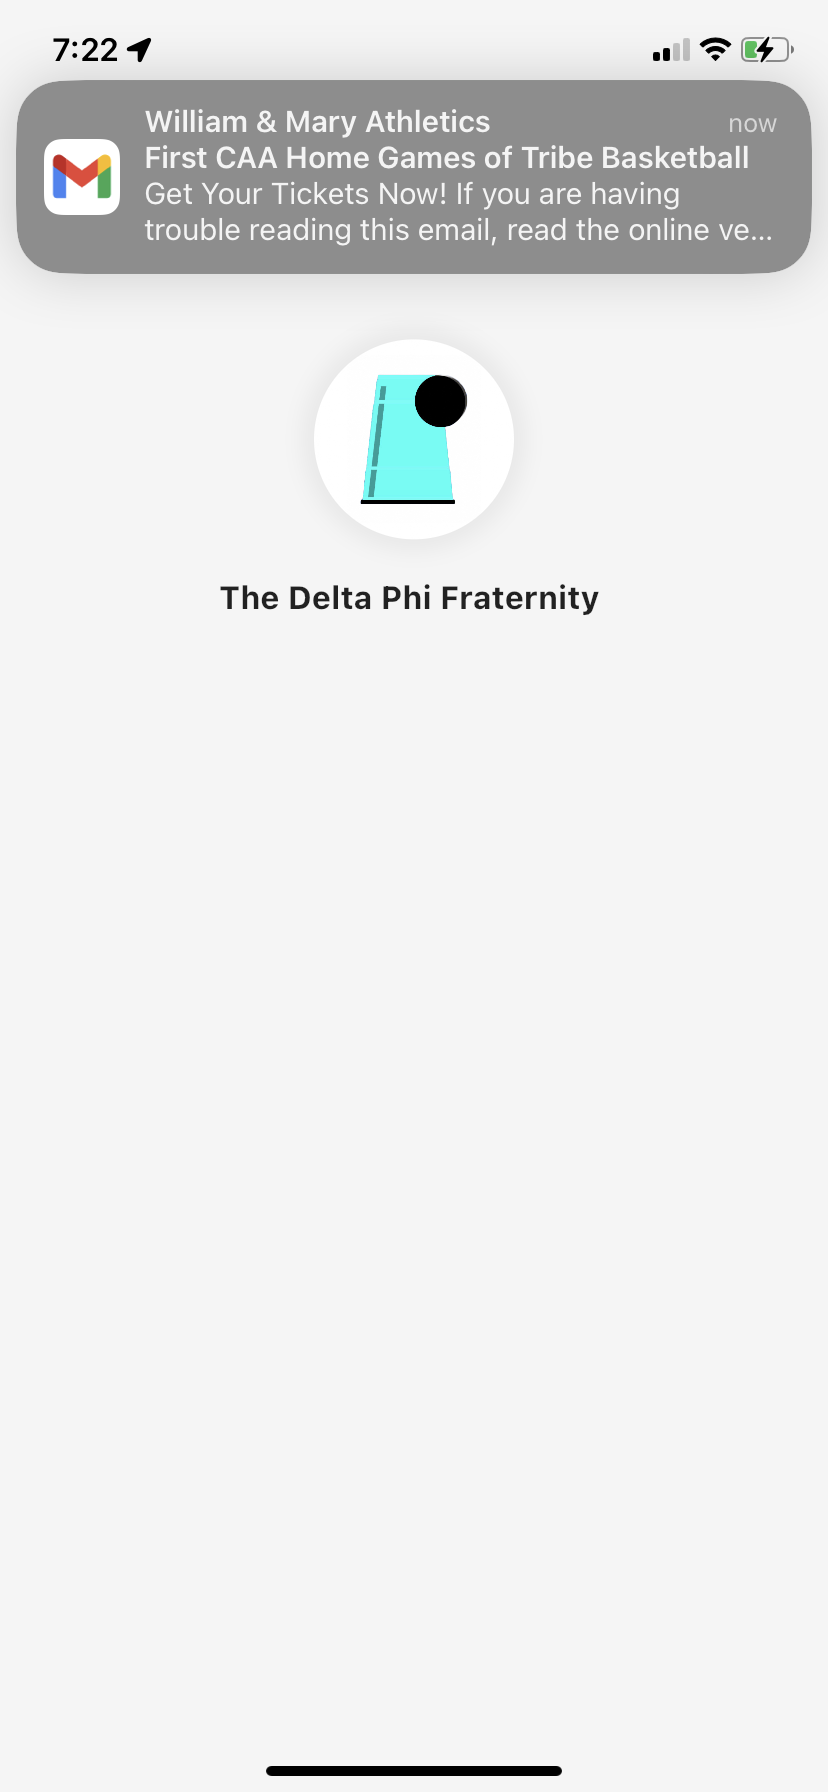 7:22
William & Mary Athletics now
First CAA Home Games of Tribe Basketball
Get Your Tickets Now! If you are having
trouble reading this email, read the online ve...
The Delta Phi Fraternity